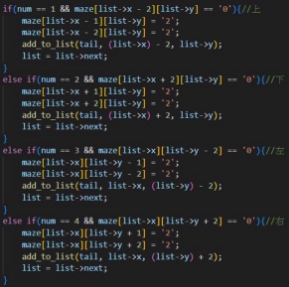 if(num == 1 && maze[list->x - 2][list->y] == '0'){//上
maze[list->x - 1][list->y] = '2';
maze[list->x - 2][list->y] = '2';
add_to_list(tail, (list->x) - 2, list->y);
list = list->next;
}
else if(num == 2 && maze[list->x + 2][list->y] == '0'){//下
maze[list->x + 1][list->y] = '2';
maze[list->x + 2][list->y] = '2';
add_to_list(tail, (list->x) + 2, list->y);
list = list->next;
}
else if(num == 3 && maze[list->x][list->y - 2] == '0'){//左
maze[list->x][list->y - 1] = '2';
maze[list->x][list->y - 2] = '2';
add_to_list(tail, list->x, (list->y) - 2);
list = list->next;
}
else if(num == 4 && maze[list->x][list->y + 2] == '0'){//右
maze[list->x][list->y + 1] = '2';
maze[list->x][list->y + 2] = '2';
add_to_list(tail, list->x, (list->y) + 2);
list = list->next;
}